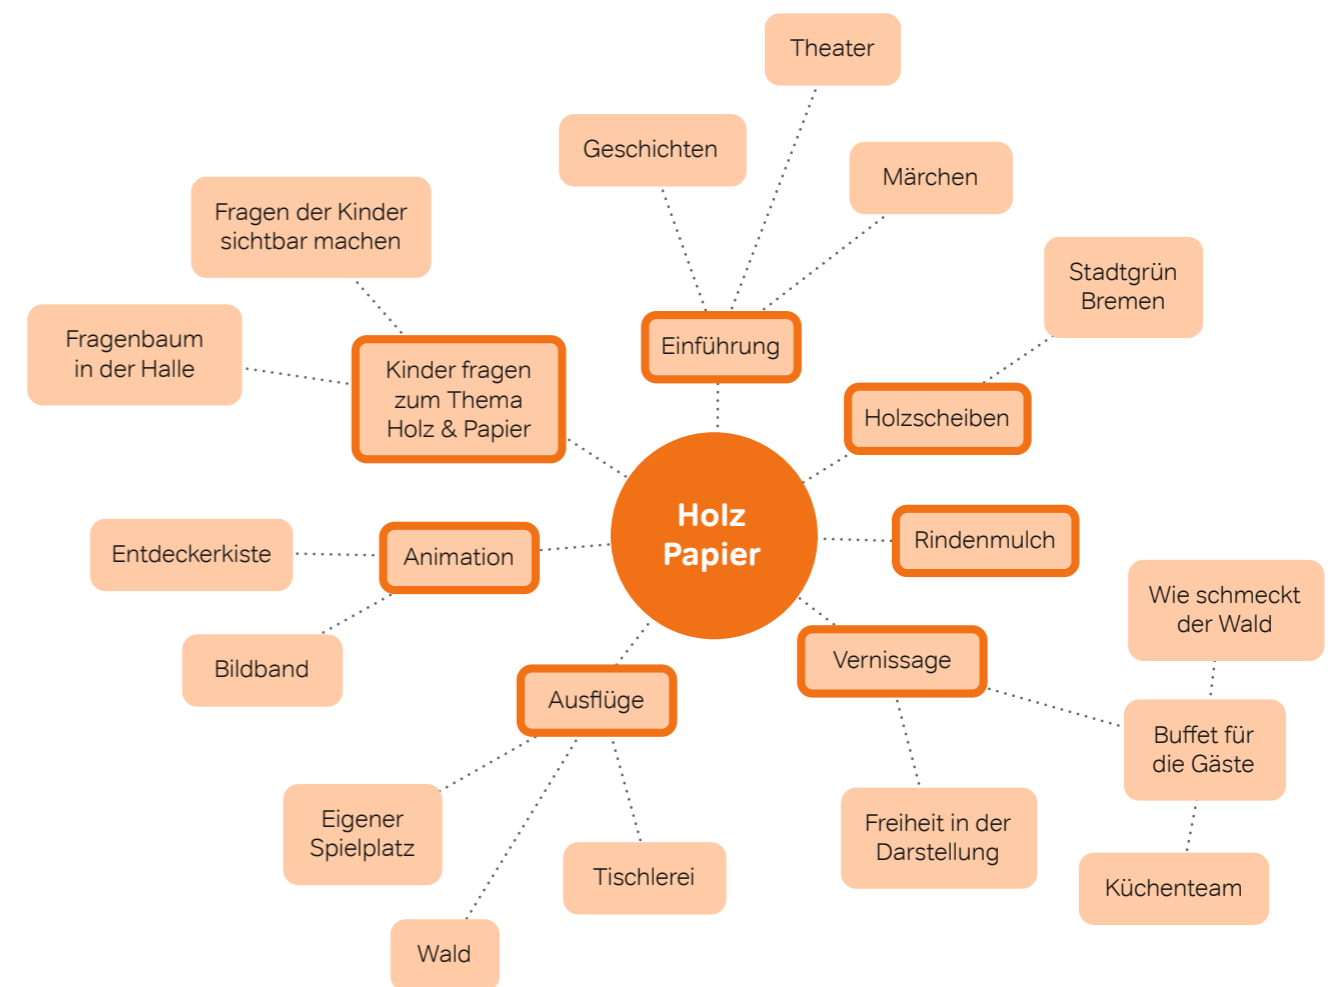 Theater
Geschichten
Märchen
Fragen der Kinder
sichtbar machen
Stadtgrün
Bremen
Fragenbaum
in der Halle
Einführung
Kinder fragen
zum Thema
Holz & Papier
Holzscheiben
Holz
Papier
Rindenmulch
Entdeckerkiste
Animation
Wie schmeckt
der Wald
Bildband
Vernissage
Ausflüge
Buffet für
die Gäste
Eigener
Spielplatz
Freiheit in der
Darstellung
Tischlerei
Küchenteam
Wald